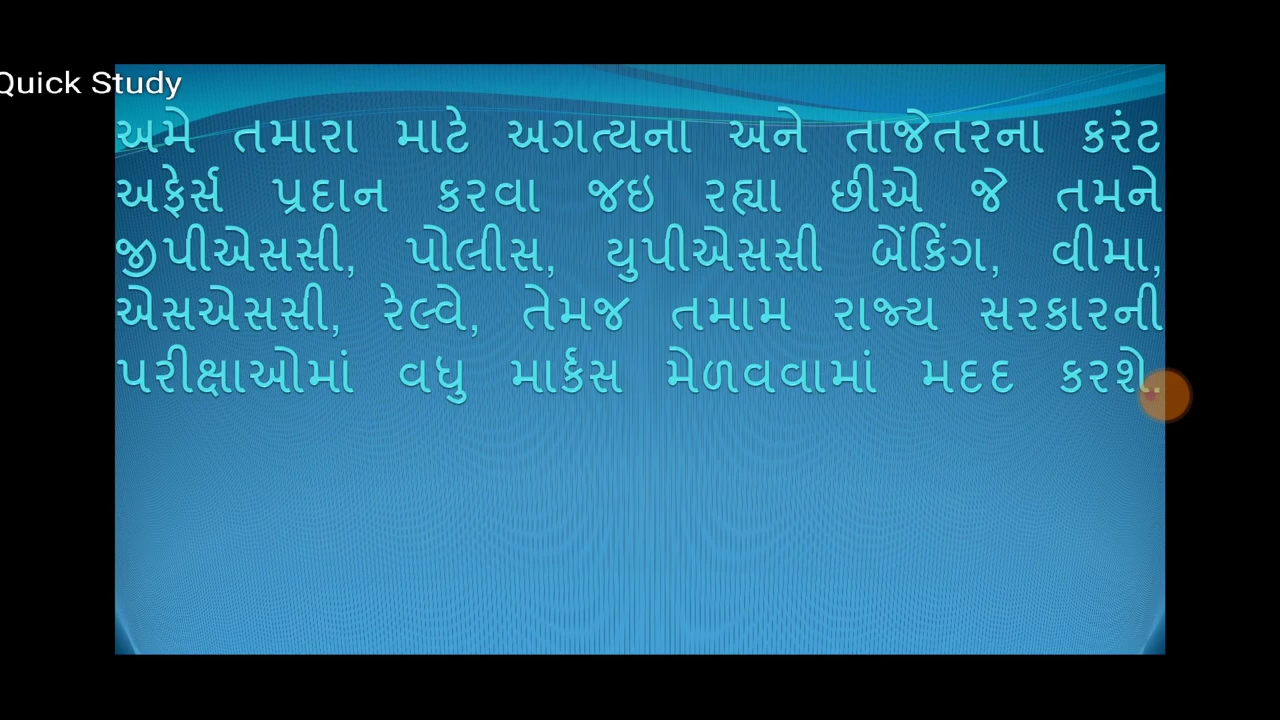 Quick Study
અમે તમારા માટે અગત્યના અને તાજેતરના કરંટ
અફેર્સ પ્રદાન કરવા જઇ રહ્યા છીએ જે તમને
જીપીએસસી, પોલીસ, યુપીએસસી બેંકિંગ, વીમા,
એસએસસી, રેલ્વે, તેમજ તમામ રાજ્ય સરકારની
પરીક્ષાઓમાં વધુ માર્ક્સ મેળવવામાં મદદ કરશે..